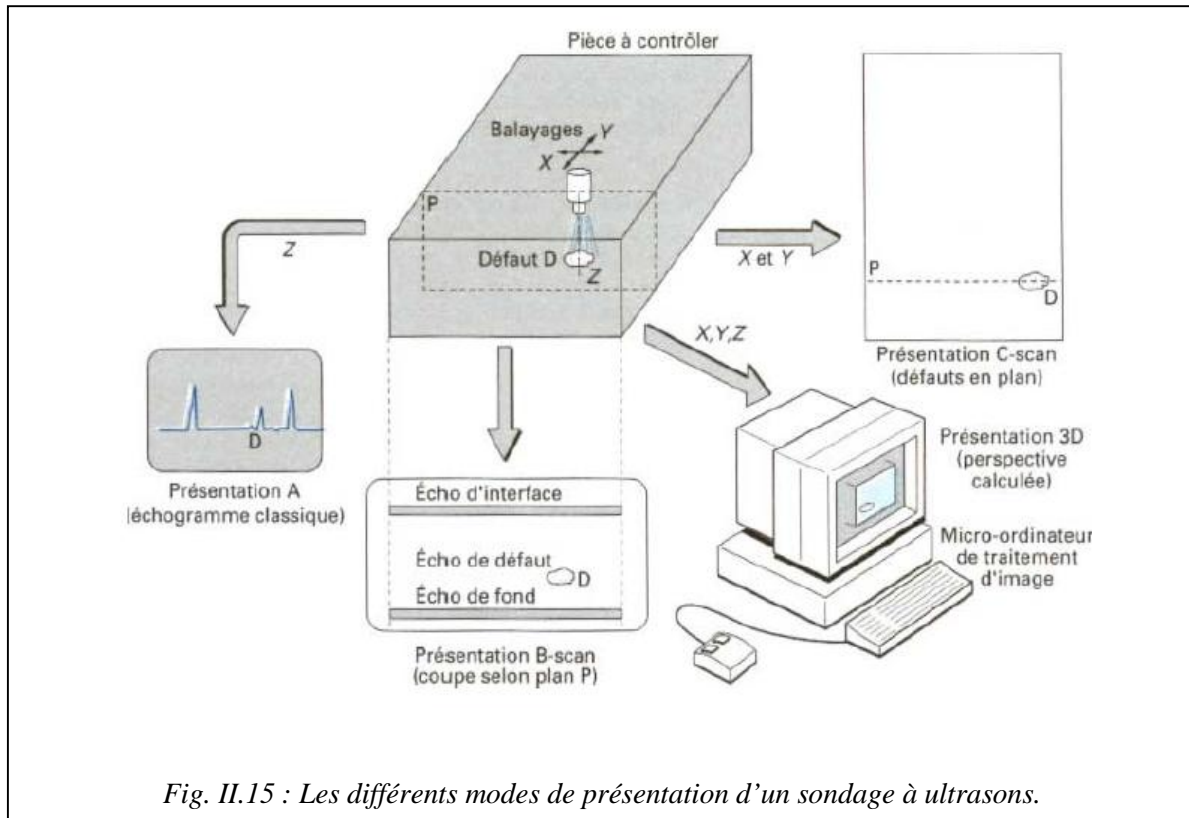 Pièce à contrôler
Balayages
Y
X
P
Défaut D
Z
Z
X et Y
P
D
Présentation C-scan
(défauts en plan)
X,Y,Z
D
Présentation A
(échogramme classique)
Écho d'interface
Écho de défaut
D
Écho de fond
Présentation B-scan
(coupe selon plan P)
Présentation 3D
(perspective
calculée)
Micro-ordinateur
de traitement
d'image
Fig. II.15 : Les différents modes de présentation d'un sondage à ultrasons.